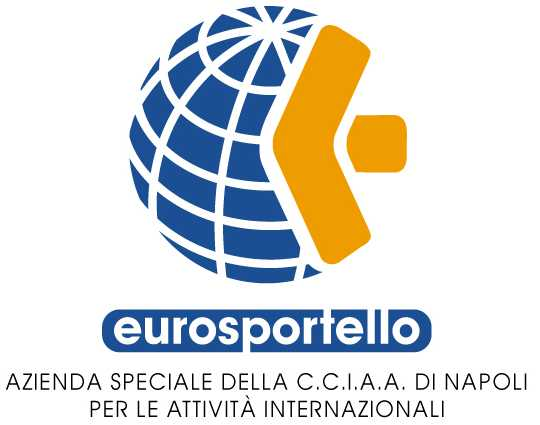 eurosportello
AZIENDA SPECIALE DELLA C.C.I.A.A. DI NAPOLI
PER LE ATTIVITÀ INTERNAZIONALI